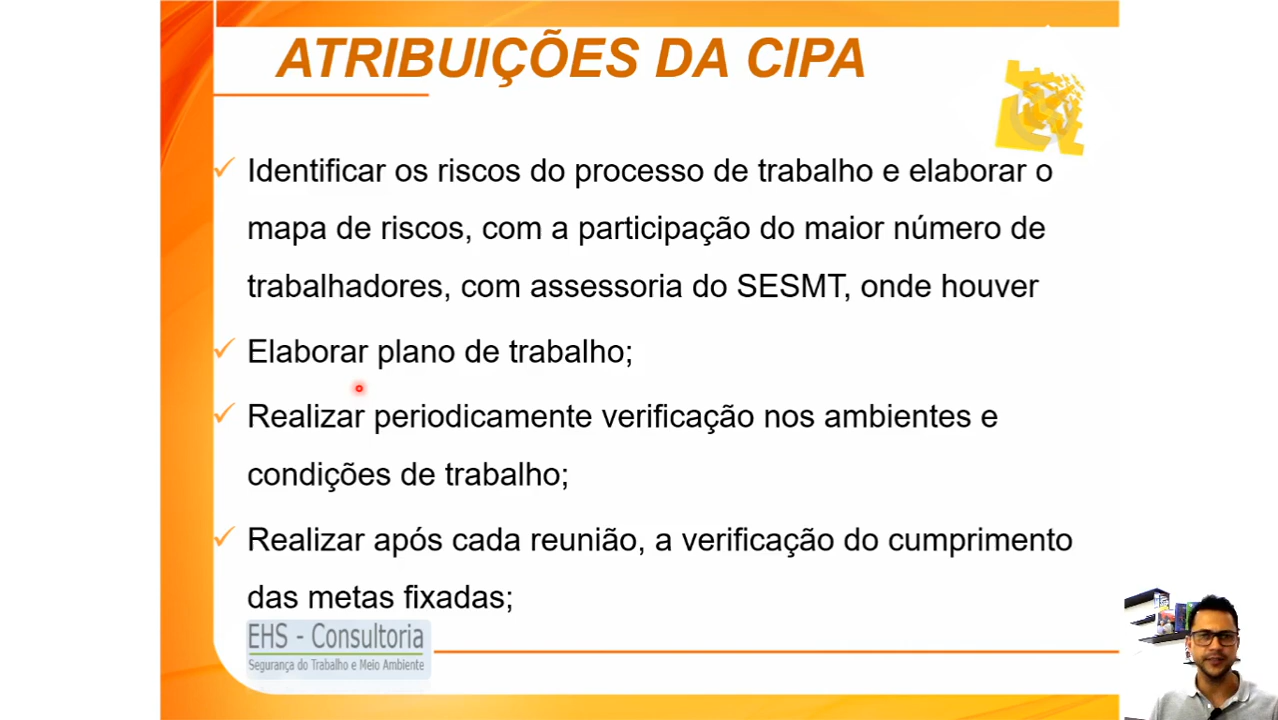 ATRIBUIÇÕES DA CIPA
✓ Identificar os riscos do processo de trabalho e elaborar o
mapa de riscos, com a participação do maior número de
trabalhadores, com assessoria do SESMT, onde houver
✓ Elaborar plano de trabalho;
✓ Realizar periodicamente verificação nos ambientes e
condições de trabalho;
✓ Realizar após cada reunião, a verificação do cumprimento
das metas fixadas;
EHS - Consultoria
Segurança do Trabalho e Meio Ambiente